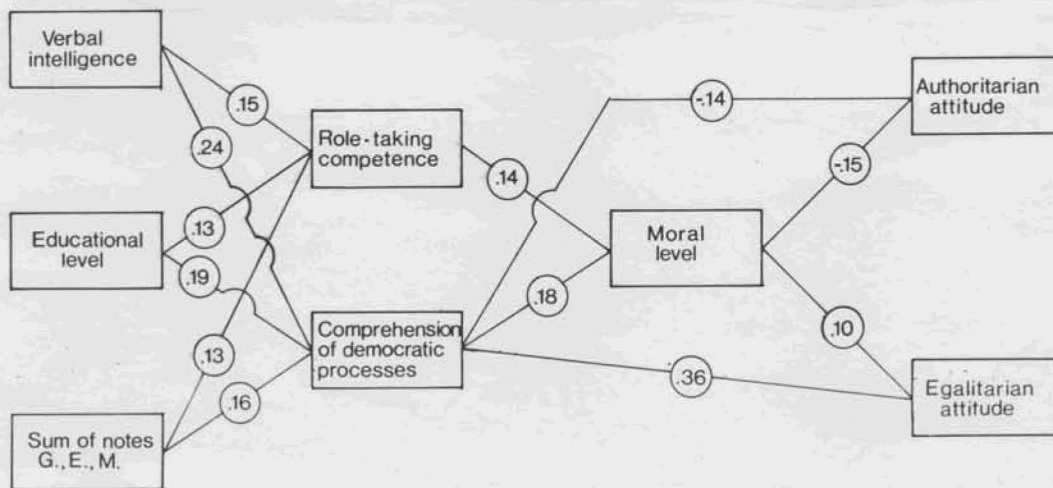 Verbal
intelligence
Educational
level
Sum of notes
G., E., M.
.15
.24
.13
.19
.13
.16
Role-taking
competence
Comprehension
of democratic
processes
.14
.18
-.14
.36
Moral
level
-.15
.10
Authoritarian
attitude
Egalitarian
attitude